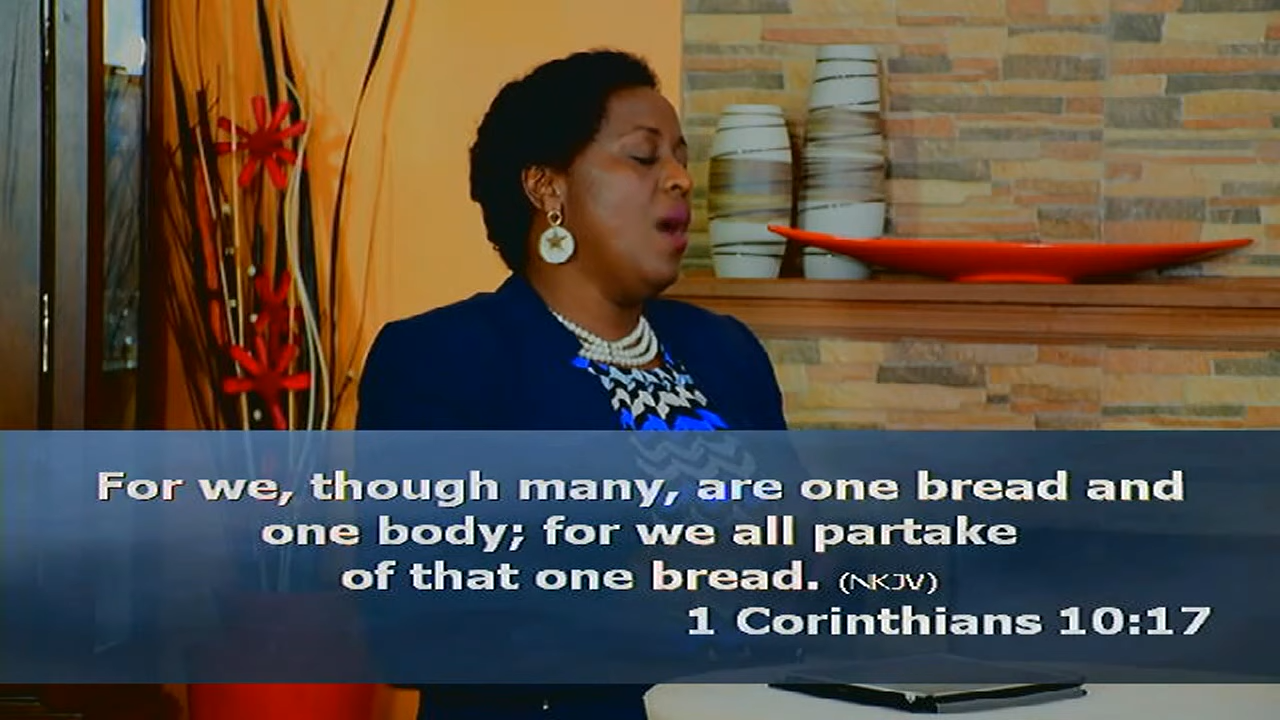 For we, though many, are one bread and
one body; for we all partake
of that one bread. (NKJV)
1 Corinthians 10:17